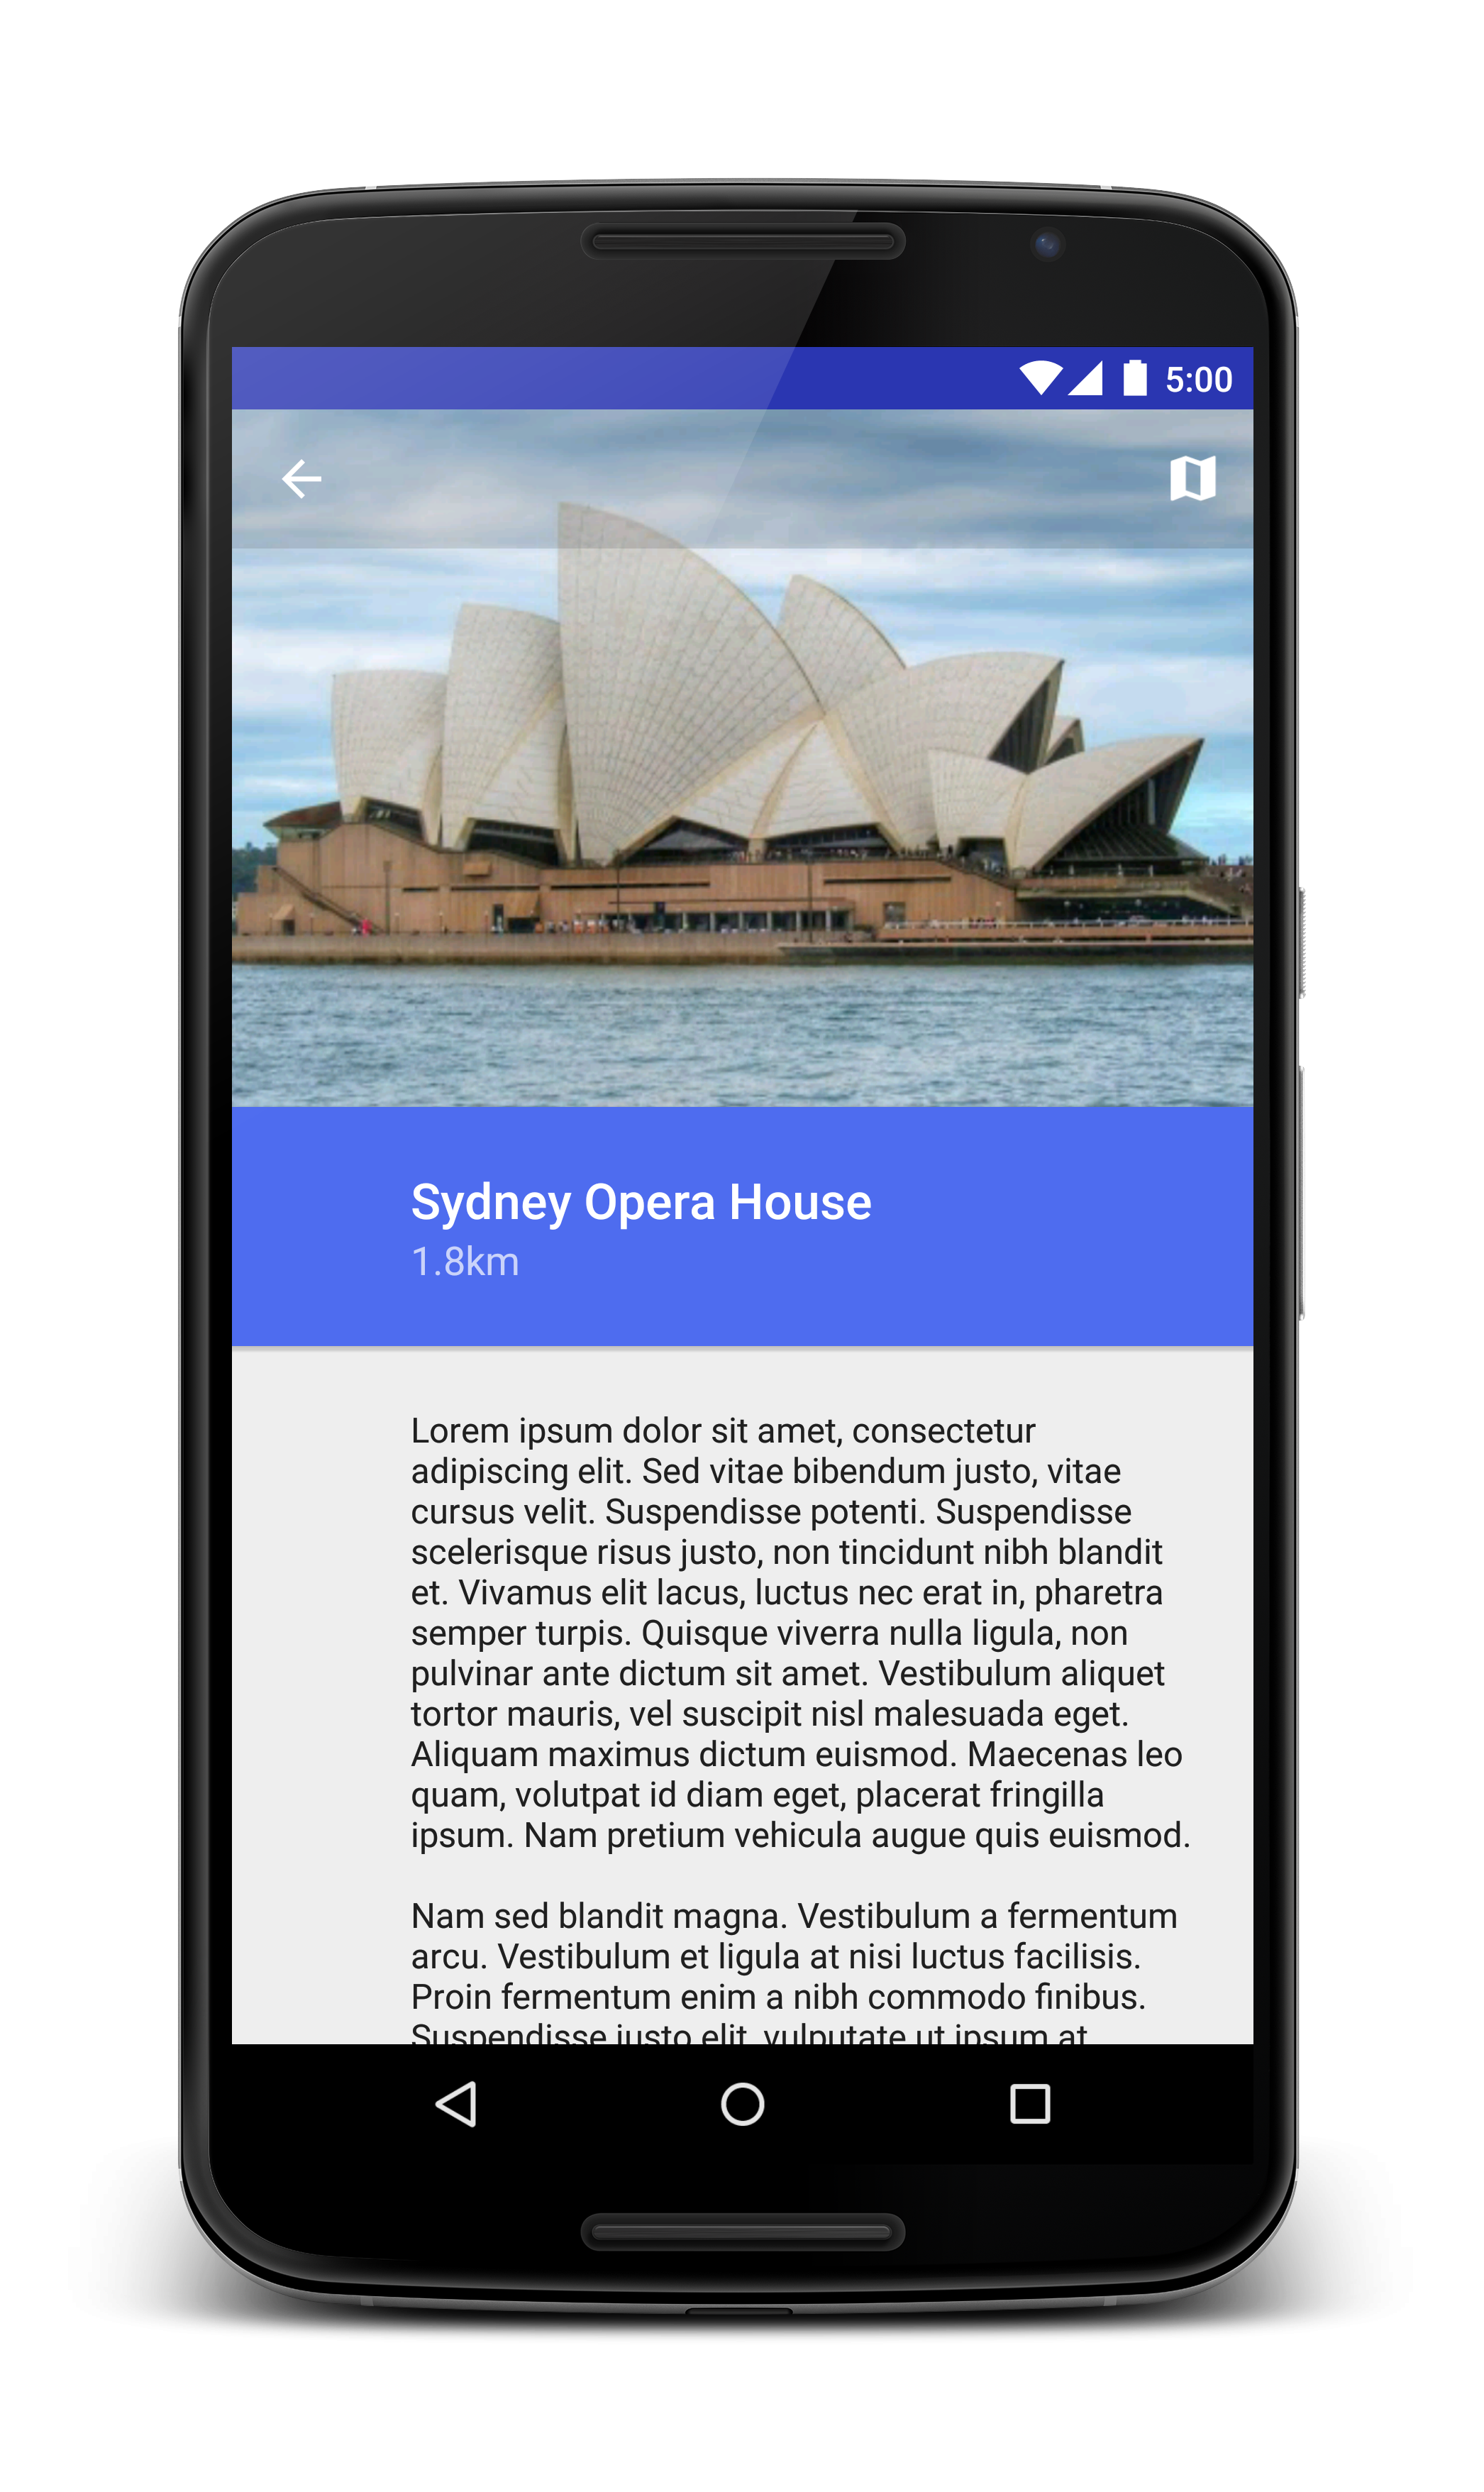 5:00
Sydney Opera House
1.8km
Lorem ipsum dolor sit amet, consectetur
adipiscing elit. Sed vitae bibendum justo, vitae
cursus velit. Suspendisse potenti. Suspendisse
scelerisque risus justo, non tincidunt nibh blandit
et. Vivamus elit lacus, luctus nec erat in, pharetra
semper turpis. Quisque viverra nulla ligula, non
pulvinar ante dictum sit amet. Vestibulum aliquet
tortor mauris, vel suscipit nisl malesuada eget.
Aliquam maximus dictum euismod. Maecenas leo
quam, volutpat id diam eget, placerat fringilla
ipsum. Nam pretium vehicula augue quis euismod.
Nam sed blandit magna. Vestibulum a fermentum
arcu. Vestibulum et ligula at nisi luctus facilisis.
Proin fermentum enim a nibh commodo finibus.
Suspendisse justo elit, vulputate ut ipsum at